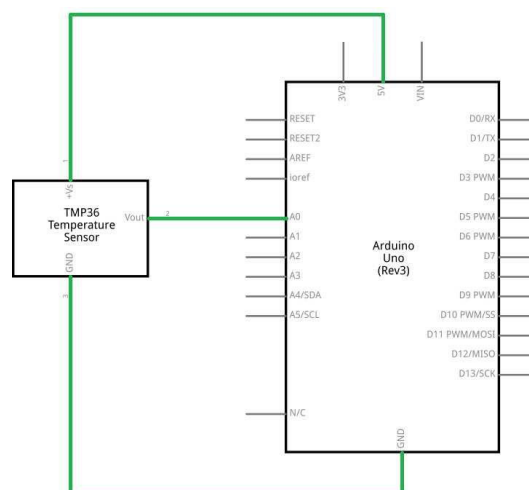 3V3
5V
VIN
RESET
RESET2
AREF
ioref
A0
A1
A2
A3
A4/SDA
A5/SCL
N/C
D0/RX
D1/TX
D2
D3 PWM
D4
D5 PWM
D6 PWM
D7
D8
D9 PWM
D10 PWM/SS
D11 PWM/MOSI
D12/MISO
D13/SCK
GND
Arduino
Uno
(Rev3)
1
+Vs
TMP36
Temperature
Sensor
Vout
2
GND
3